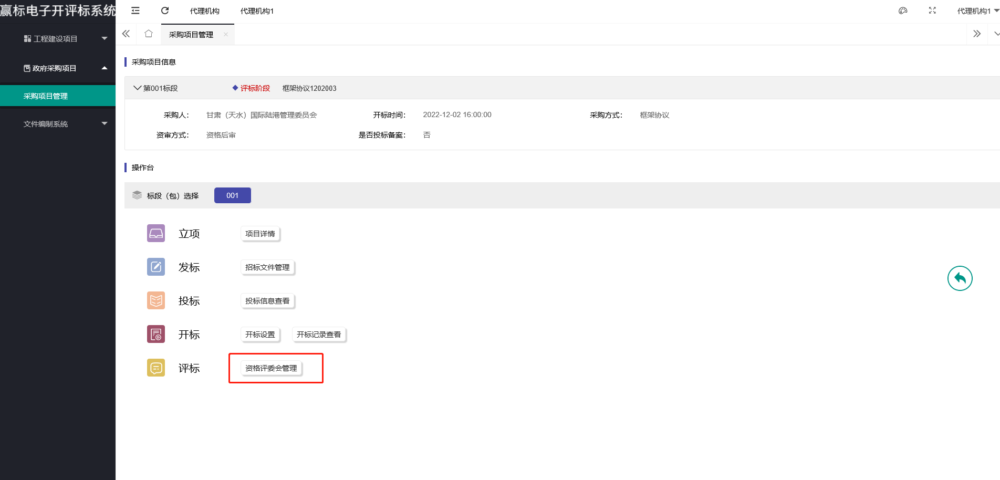 赢标电子开评标系统
代理机构 代理机构1 代理机构1
工程建设项目
政府采购项目
采购项目管理
文件编制系统
采购项目管理
采购项目信息
第001标段 评标阶段 框架协议1202003
采购人： 甘肃（天水）国际陆港管理委员会 开标时间： 2022-12-02 16:00:00 采购方式： 框架协议
资审方式： 资格后审 是否投标备案： 否
操作台
标段（包）选择 001
立项 项目详情
发标 招标文件管理
投标 投标信息查看
开标 开标设置 开标记录查看
评标 资格评委会管理